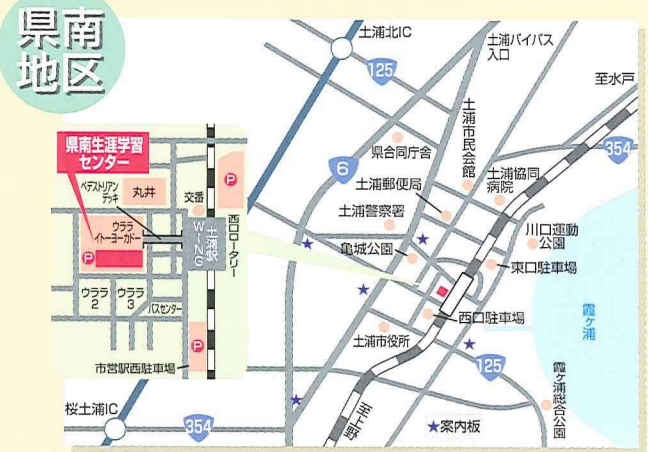 県南
地区
土浦北IC
125
土浦バイパス
入口
至水戸
県南生涯学習
センター
ペデストリアン
デッキ
丸井
交番
P
6
県合同庁舎
土浦市民会館
354
土浦郵便局
土浦協同
病院
土浦警察署
川口運動
公園
ウララ
イトーヨーカドー
土浦駅
WING
西口ロータリー
★
★
亀城公園
東口駐車場
P
ウララ
2
ウララ
3
バスセンター
★
西口駐車場
霞ヶ浦
土浦市役所
★
P
市営駅西駐車場
125
霞ヶ浦総合公園
桜土浦IC
★
354
至上野
★案内板